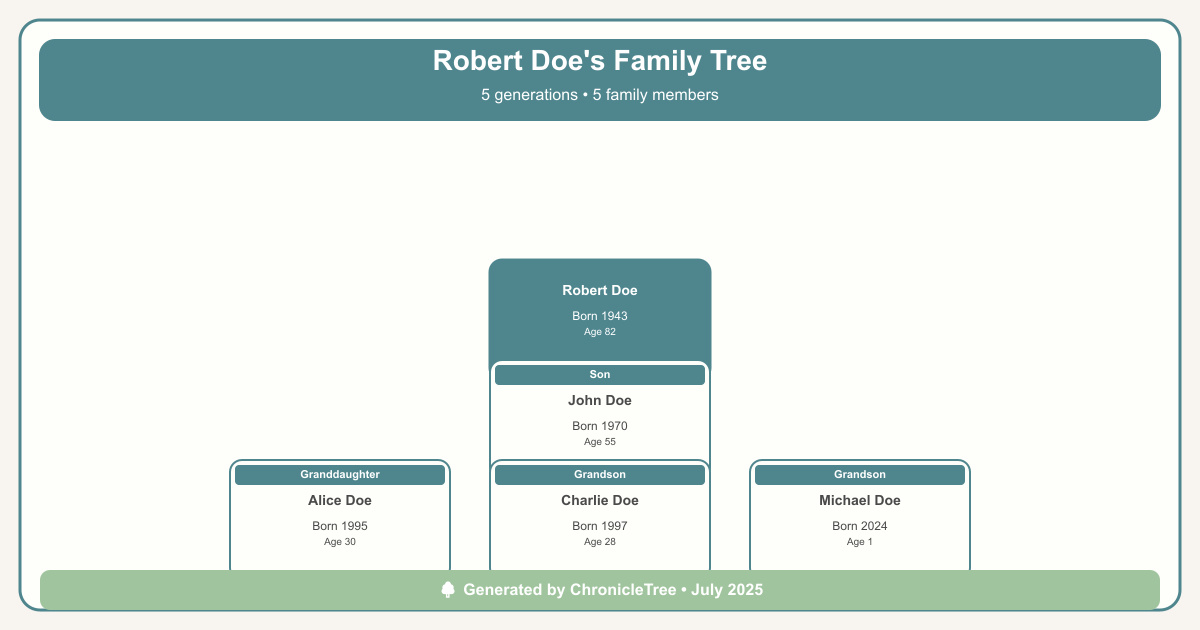 Robert Doe's Family Tree
5 generations • 5 family members
Robert Doe
Born 1943
Age 82
Son
John Doe
Born 1970
Age 55
Granddaughter
Alice Doe
Born 1995
Age 30
Grandson
Charlie Doe
Born 1997
Age 28
Grandson
Michael Doe
Born 2024
Age 1
Generated by ChronicleTree • July 2025